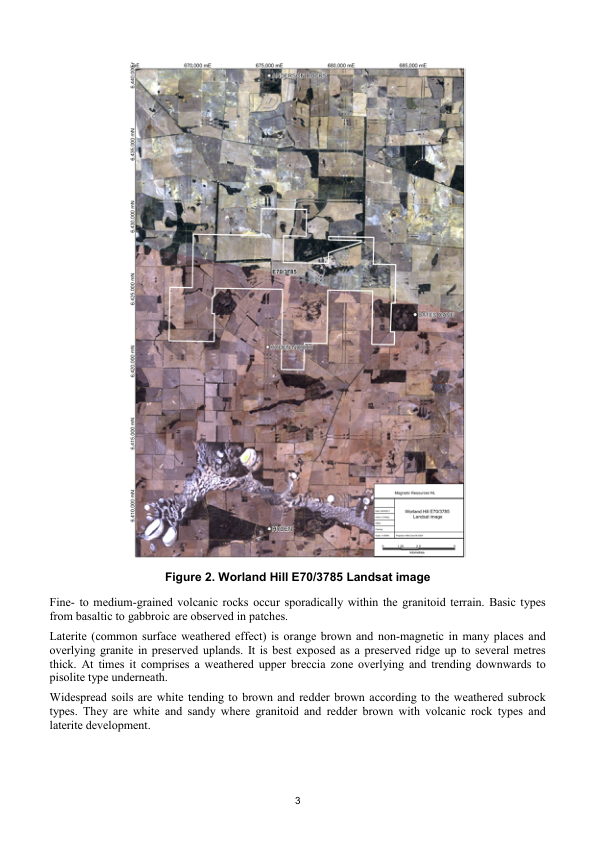 670,000 mE 675,000 mE 680,000 mE 685,000 mE
6,435,000 mN
6,430,000 mN
6,425,000 mN
6,420,000 mN
6,415,000 mN
6,410,000 mN
E70/3785
Magnetic Resources NL
Worland Hill E70/3785
Landsat image
kilometres
Figure 2. Worland Hill E70/3785 Landsat image
Fine- to medium-grained volcanic rocks occur sporadically within the granitoid terrain. Basic types
from basaltic to gabbroic are observed in patches.
Laterite (common surface weathered effect) is orange brown and non-magnetic in many places and
overlying granite in preserved uplands. It is best exposed as a preserved ridge up to several metres
thick. At times it comprises a weathered upper breccia zone overlying and trending downwards to
pisolite type underneath.
Widespread soils are white tending to brown and redder brown according to the weathered subrock
types. They are white and sandy where granitoid and redder brown with volcanic rock types and
laterite development.
3